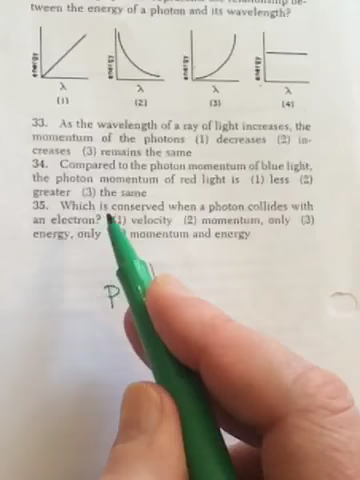 tween the energy of a photon and its wavelength?
energy energy energy energy
λ λ λ λ
(1) (2) (3) (4)
33. As the wavelength of a ray of light increases, the
momentum of the photons (1) decreases (2) in-
creases (3) remains the same
34. Compared to the photon momentum of blue light,
the photon momentum of red light is (1) less (2)
greater (3) the same
35. Which is conserved when a photon collides with
an electron? (1) velocity (2) momentum, only (3)
energy, only momentum and energy
P